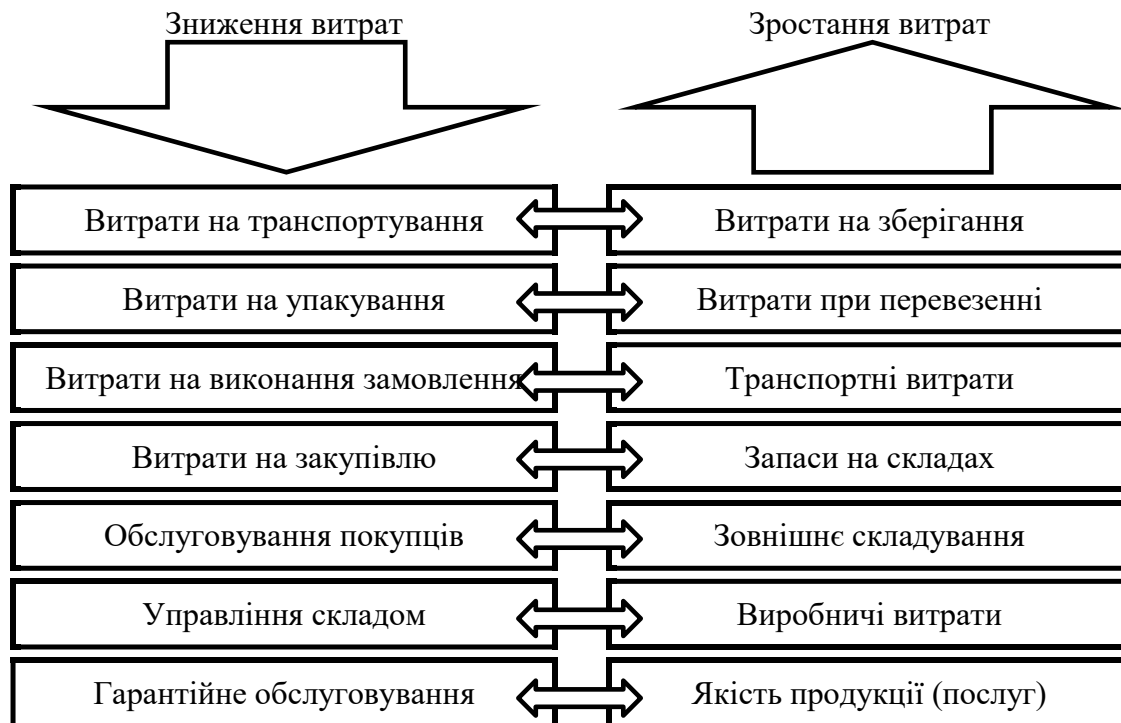 Зниження витрат
Зростання витрат
Витрати на транспортування
Витрати на зберігання
Витрати на упакування
Витрати при перевезенні
Витрати на виконання замовлення
Транспортні витрати
Витрати на закупівлю
Запаси на складах
Обслуговування покупців
Зовнішнє складування
Управління складом
Виробничі витрати
Гарантійне обслуговування
Якість продукції (послуг)